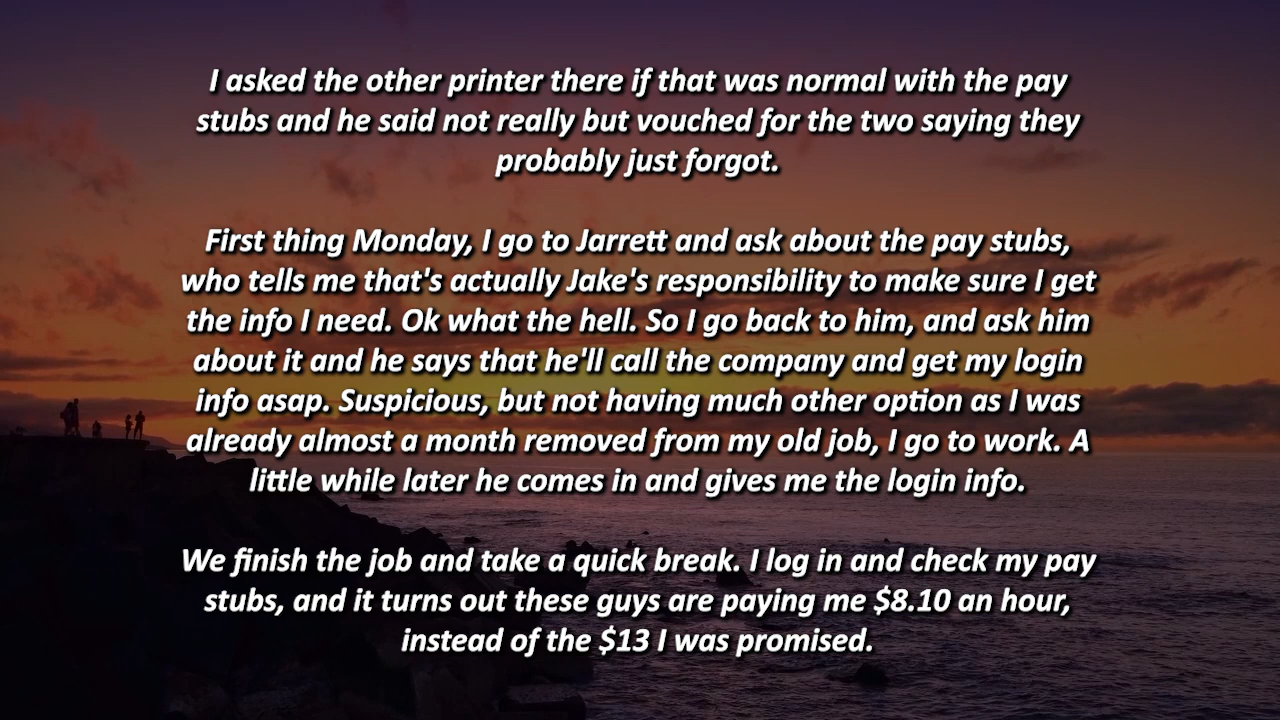 I asked the other printer there if that was normal with the pay
stubs and he said not really but vouched for the two saying they
probably just forgot.
First thing Monday, I go to Jarrett and ask about the pay stubs,
who tells me that's actually Jake's responsibility to make sure I get
the info I need. Ok what the hell. So I go back to him, and ask him
about it and he says that he'll call the company and get my login
info asap. Suspicious, but not having much other option as I was
already almost a month removed from my old job, I go to work. A
little while later he comes in and gives me the login info.
We finish the job and take a quick break. I log in and check my pay
stubs, and it turns out these guys are paying me $8.10 an hour,
instead of the $13 I was promised.